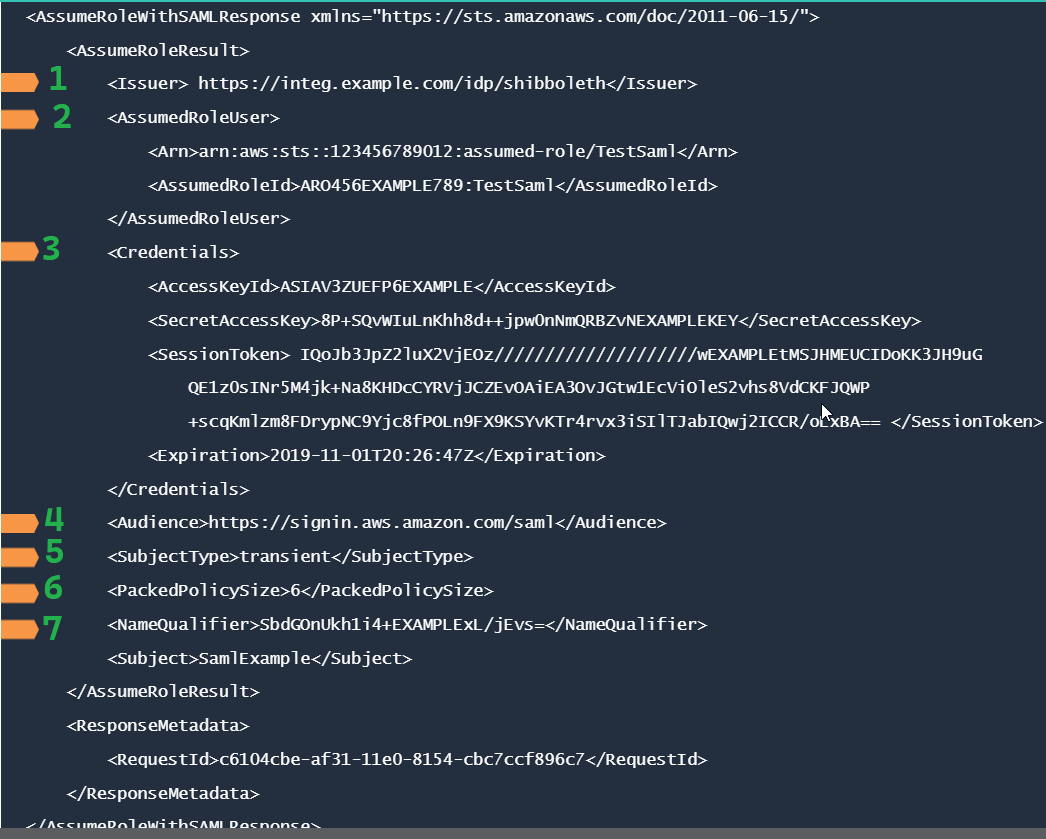 <AssumeRoleWithSAMLResponse xmlns="https://sts.amazonaws.com/doc/2011-06-15/">
<AssumeRoleResult>
1 <Issuer> https://integ.example.com/idp/shibboleth</Issuer>
2 <AssumedRoleUser>
<Arn>arn:aws:sts::123456789012:assumed-role/TestSaml</Arn>
<AssumedRoleId>ARO456EXAMPLE789:TestSaml</AssumedRoleId>
</AssumedRoleUser>
3 <Credentials>
<AccessKeyId>ASIAV3ZUEFP6EXAMPLE</AccessKeyId>
<SecretAccessKey>8P+SQvWIuLnKhh8d++jpw0nNmQRBZvNEXAMPLEKEY</SecretAccessKey>
<SessionToken> IQoJb3JpZ2luX2VjEOz////////////////////wEXAMPLEtMSJHMEUCIDoKK3JH9uG
QE1z0sINr5M4jk+Na8KHDcCYRVjJCZEvOAiEA3OvJGtw1EcViOleS2vhs8VdCKFJQWP
+scqKmlzm8FDrypNC9Yjc8fPOLn9FX9KSYvKTr4rvx3iSIlTJabIQwj2ICCR/oLxBA== </SessionToken>
<Expiration>2019-11-01T20:26:47Z</Expiration>
</Credentials>
4 <Audience>https://signin.aws.amazon.com/saml</Audience>
5 <SubjectType>transient</SubjectType>
6 <PackedPolicySize>6</PackedPolicySize>
7 <NameQualifier>SbdGOnUkh1i4+EXAMPLExL/jEvs=</NameQualifier>
<Subject>SamlExample</Subject>
</AssumeRoleResult>
<ResponseMetadata>
<RequestId>c6104cbe-af31-11e0-8154-cbc7ccf896c7</RequestId>
</ResponseMetadata>
</AssumeRoleWithSAMLResponse>